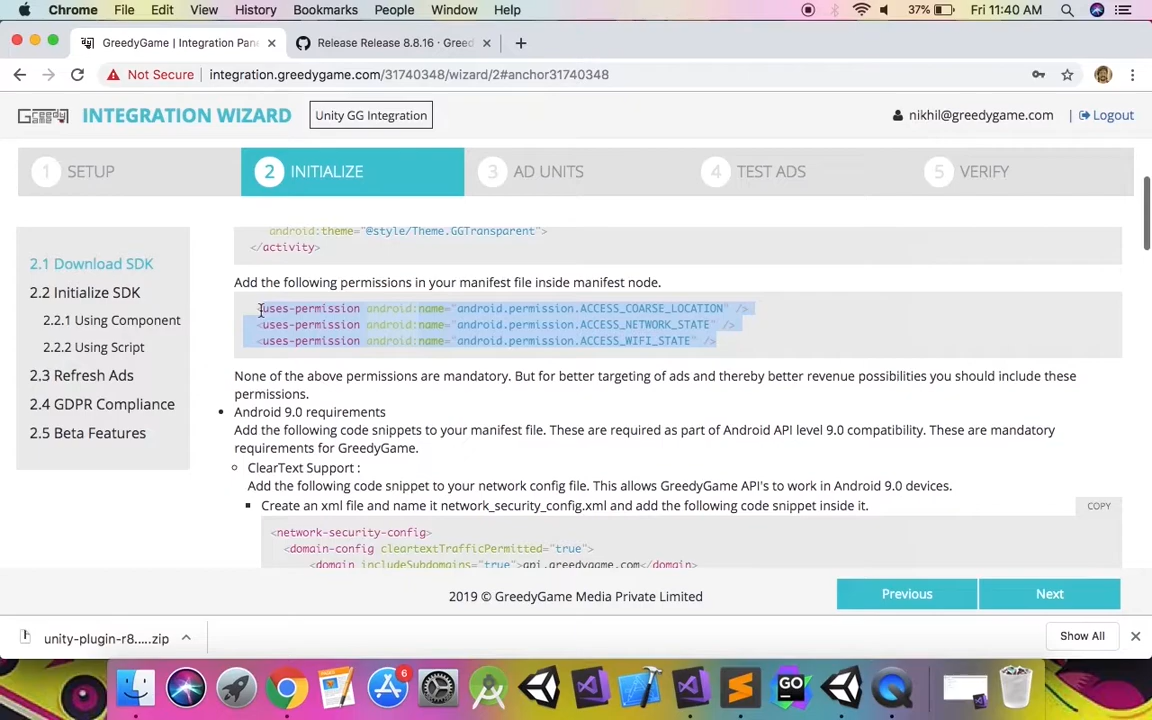 Chrome File Edit View History Bookmarks People Window Help 37% Fri 11:40 AM
GreedyGame | Integration Pane
Release Release 8.8.16 · Greed
Not Secure | integration.greedygame.com/31740348/wizard/2#anchor31740348
Greedy INTEGRATION WIZARD Unity GG Integration nikhil@greedygame.com | Logout
1 SETUP 2 INITIALIZE 3 AD UNITS 4 TEST ADS 5 VERIFY
2.1 Download SDK
2.2 Initialize SDK
2.2.1 Using Component
2.2.2 Using Script
2.3 Refresh Ads
2.4 GDPR Compliance
2.5 Beta Features
android:theme="@style/Theme.GGTransparent">
</activity>
Add the following permissions in your manifest file inside manifest node.
<uses-permission android:name="android.permission.ACCESS_COARSE_LOCATION" />
<uses-permission android:name="android.permission.ACCESS_NETWORK_STATE" />
<uses-permission android:name="android.permission.ACCESS_WIFI_STATE" />
None of the above permissions are mandatory. But for better targeting of ads and thereby better revenue possibilities you should include these
permissions.
• Android 9.0 requirements
Add the following code snippets to your manifest file. These are required as part of Android API level 9.0 compatibility. These are mandatory
requirements for GreedyGame.
ClearText Support :
Add the following code snippet to your network config file. This allows GreedyGame API's to work in Android 9.0 devices.
Create an xml file and name it network_security_config.xml and add the following code snippet inside it.
COPY
<network-security-config>
<domain-config cleartextTrafficPermitted="true">
<domain includeSubdomains="true">api.greedygame.com</domain>
2019 © GreedyGame Media Private Limited
Previous Next
unity-plugin-r8.....zip
Show All
6
GO